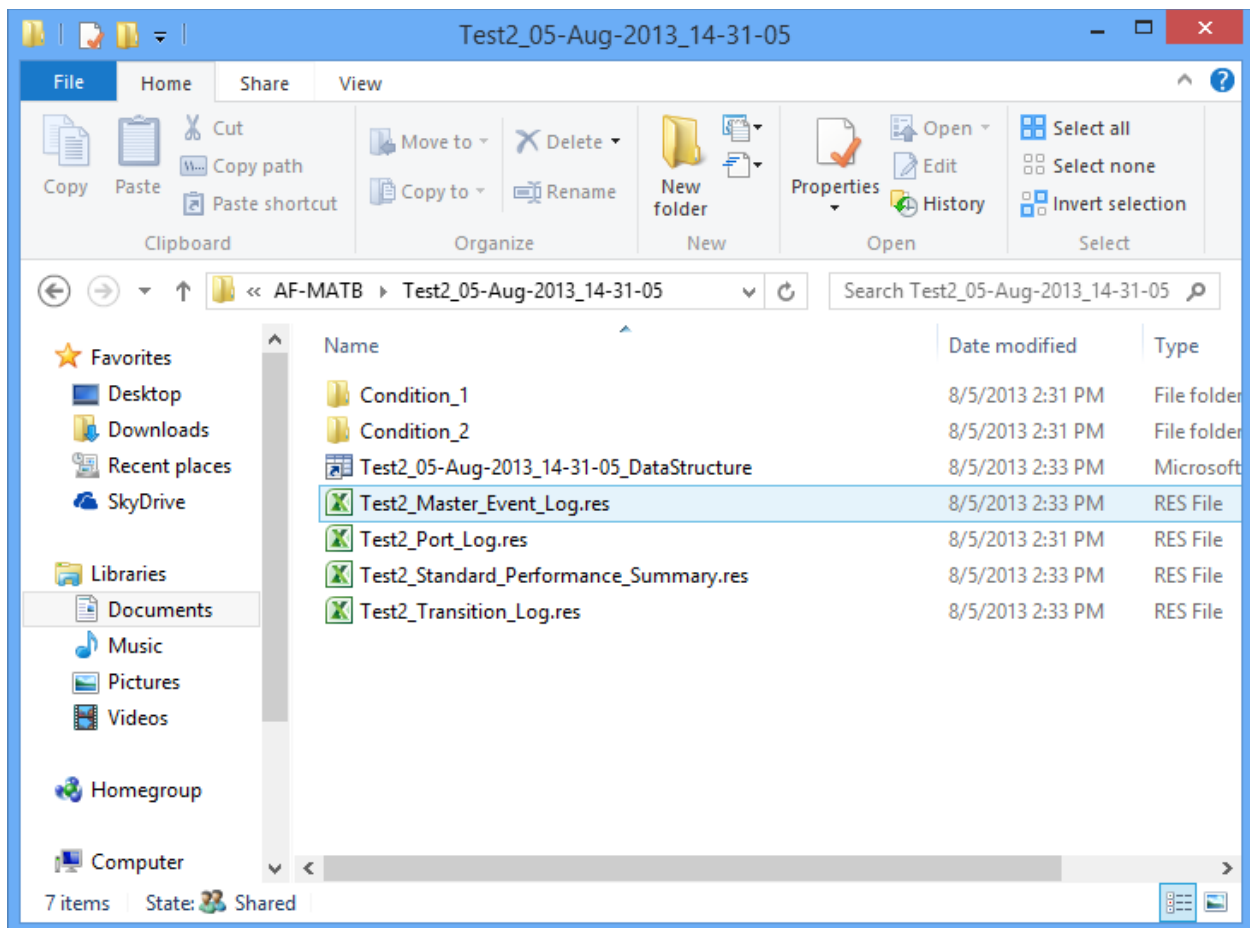 Test2_05-Aug-2013_14-31-05
File Home Share View
Copy
Paste
Cut
Copy path
Paste shortcut
Clipboard
Move to
Copy to
Delete
Rename
Organize
New folder
New
Properties
Open
Edit
History
Open
Select all
Select none
Invert selection
Select
« AF-MATB Test2_05-Aug-2013_14-31-05
Search Test2_05-Aug-2013_14-31-05
Favorites
Desktop
Downloads
Recent places
SkyDrive
Libraries
Documents
Music
Pictures
Videos
Homegroup
Computer
Name Date modified Type
Condition_1 8/5/2013 2:31 PM File folder
Condition_2 8/5/2013 2:31 PM File folder
Test2_05-Aug-2013_14-31-05_DataStructure 8/5/2013 2:33 PM Microsoft
Test2_Master_Event_Log.res 8/5/2013 2:33 PM RES File
Test2_Port_Log.res 8/5/2013 2:31 PM RES File
Test2_Standard_Performance_Summary.res 8/5/2013 2:33 PM RES File
Test2_Transition_Log.res 8/5/2013 2:33 PM RES File
7 items State: Shared